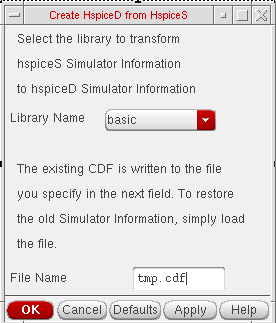 Create HspiceD from HspiceS
Select the library to transform
hspiceS Simulator Information
to hspiceD Simulator Information
Library Name basic
The existing CDF is written to the file
you specify in the next field. To restore
the old Simulator Information, simply load
the file.
File Name tmp.cdf
OK Cancel Defaults Apply Help